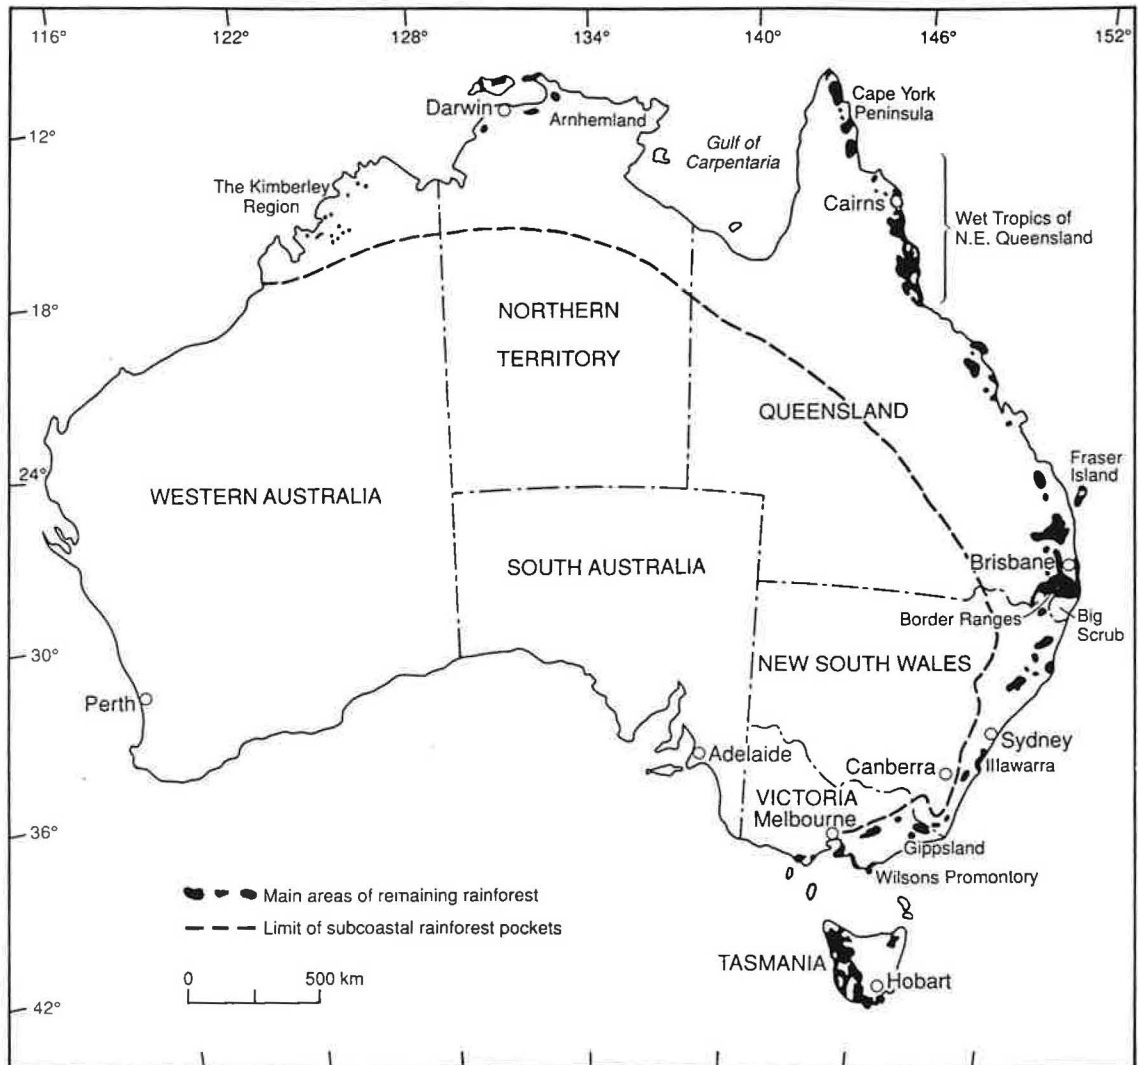 116°
122°
128°
134°
140°
146°
152°
12°
18°
24°
30°
36°
42°
Darwin
Arnhemland
Cape York
Peninsula
Gulf of
Carpentaria
The Kimberley
Region
Cairns
Wet Tropics of
N.E. Queensland
NORTHERN
TERRITORY
QUEENSLAND
Fraser
Island
WESTERN AUSTRALIA
SOUTH AUSTRALIA
Brisbane
Border Ranges
Big
Scrub
NEW SOUTH WALES
Perth
Adelaide
Sydney
Canberra
Illawarra
VICTORIA
Melbourne
Gippsland
Wilsons Promontory
Main areas of remaining rainforest
Limit of subcoastal rainforest pockets
0 500 km
TASMANIA
Hobart